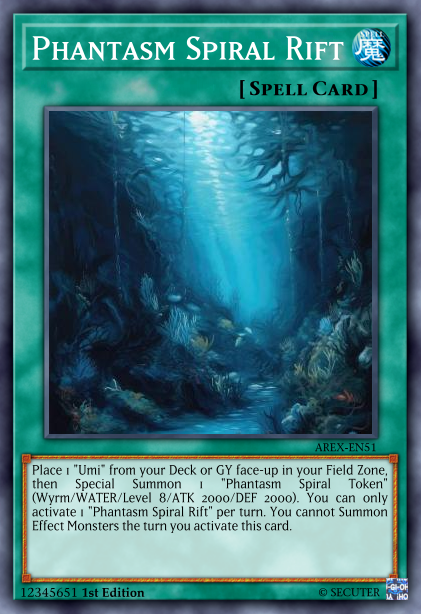 PHANTASM SPIRAL RIFT
魔
[SPELL CARD]
AREX-EN51
Place 1 "Umi" from your Deck or GY face-up in your Field Zone,
then Special Summon 1 "Phantasm Spiral Token"
(Wyrm/WATER/Level 8/ATK 2000/DEF 2000). You can only
activate 1 "Phantasm Spiral Rift" per turn. You cannot Summon
Effect Monsters the turn you activate this card.
12345651 1st Edition
© SECUTER